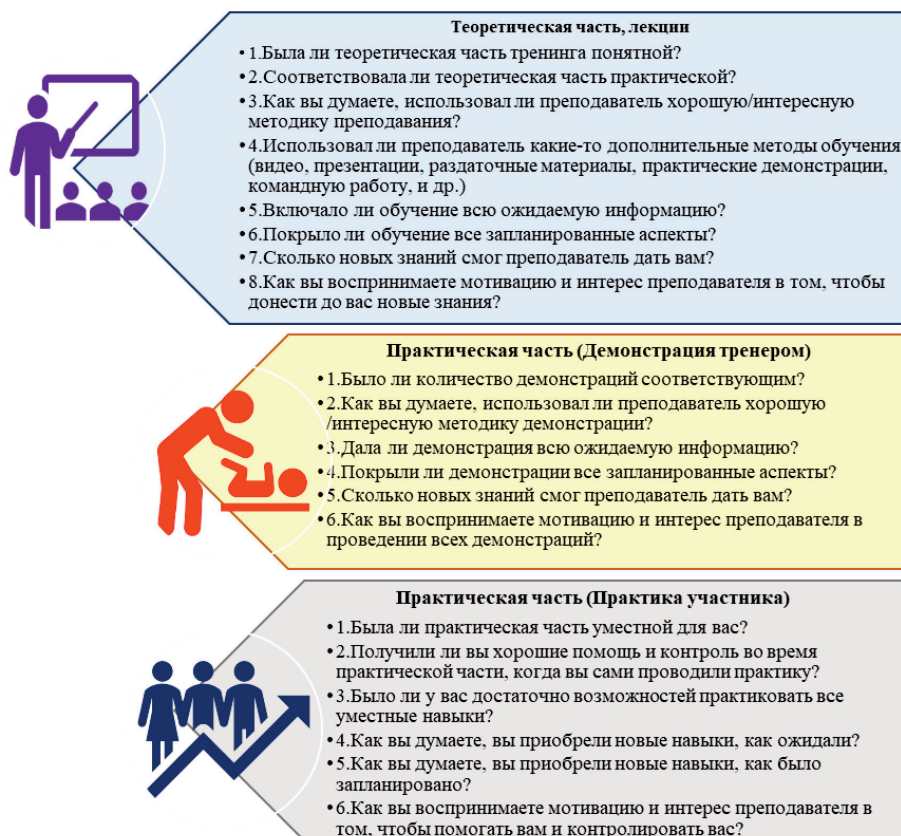 Теоретическая часть, лекции
•1.Была ли теоретическая часть тренинга понятной?
•2.Соответствовала ли теоретическая часть практической?
•3.Как вы думаете, использовал ли преподаватель хорошую/интересную
методику преподавания?
•4.Использовал ли преподаватель какие-то дополнительные методы обучения
(видео, презентации, раздаточные материалы, практические демонстрации,
командную работу, и др.)
•5.Включало ли обучение всю ожидаемую информацию?
•6.Покрыло ли обучение все запланированные аспекты?
•7.Сколько новых знаний смог преподаватель дать вам?
•8.Как вы воспринимаете мотивацию и интерес преподавателя в том, чтобы
донести до вас новые знания?
Практическая часть (Демонстрация тренером)
•1.Было ли количество демонстраций соответствующим?
•2.Как вы думаете, использовал ли преподаватель хорошую
/интересную методику демонстрации?
•3.Дала ли демонстрация всю ожидаемую информацию?
•4.Покрыли ли демонстрации все запланированные аспекты?
•5.Сколько новых знаний смог преподаватель дать вам?
•6.Как вы воспринимаете мотивацию и интерес преподавателя в
проведении всех демонстраций?
Практическая часть (Практика участника)
•1.Была ли практическая часть уместной для вас?
•2.Получили ли вы хорошие помощь и контроль во время
практической части, когда вы сами проводили практику?
•3.Было ли у вас достаточно возможностей практиковать все
уместные навыки?
•4.Как вы думаете, вы приобрели новые навыки, как ожидали?
•5.Как вы думаете, вы приобрели новые навыки, как было
запланировано?
•6.Как вы воспринимаете мотивацию и интерес преподавателя в
том, чтобы помогать вам и контролировать вас?